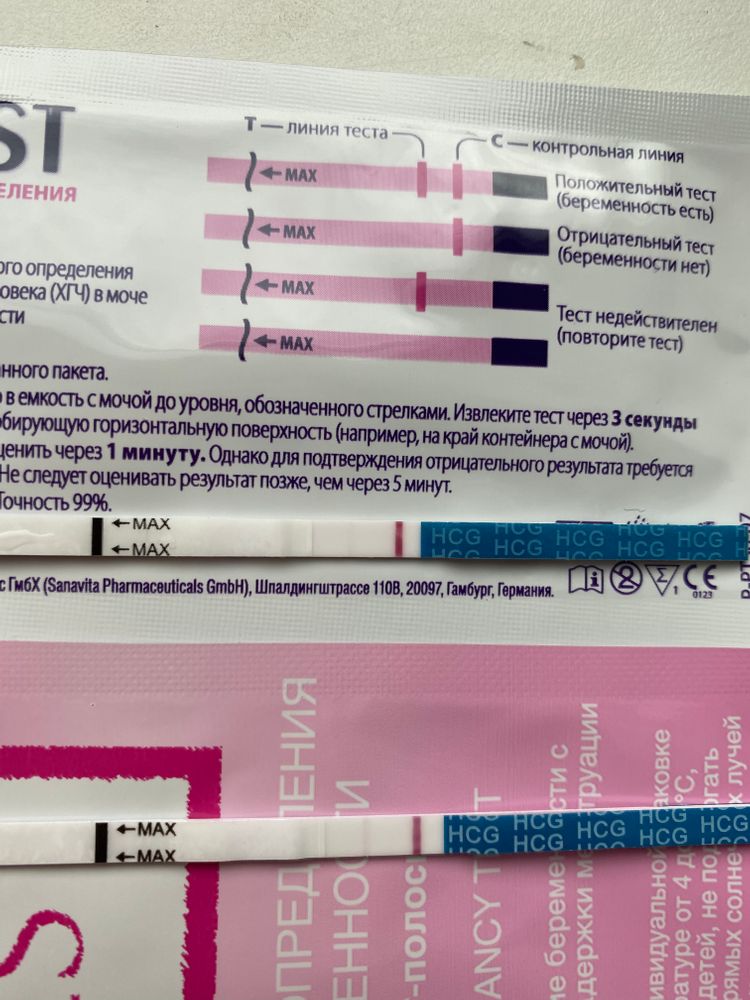 ST
ЕЛЕНИЯ
T — линия теста
C — контрольная линия
MAX
Положительный тест
(беременность есть)
MAX
Отрицательный тест
(беременности нет)
MAX
Тест недействителен
(повторите тест)
MAX
ого определения
овека (ХГЧ) в моче
сти
нного пакета.
в емкость с мочой до уровня, обозначенного стрелками. Извлеките тест через 3 секунды
бирующую горизонтальную поверхность (например, на край контейнера с мочой).
ценить через 1 минуту. Однако для подтверждения отрицательного результата требуется
Не следует оценивать результат позже, чем через 5 минут.
Точность 99%.
MAX
MAX
HCG HCG HCG HCG HCG
HCG HCG HCG HCG HCG
с ГмбХ (Sanavita Pharmaceuticals GmbH), Шпалдингштрассе 110В, 20097, Гамбург, Германия.
1
CE
0123
MAX
MAX
HCG HCG HCG HCG HCG
HCG HCG HCG HCG HCG
S